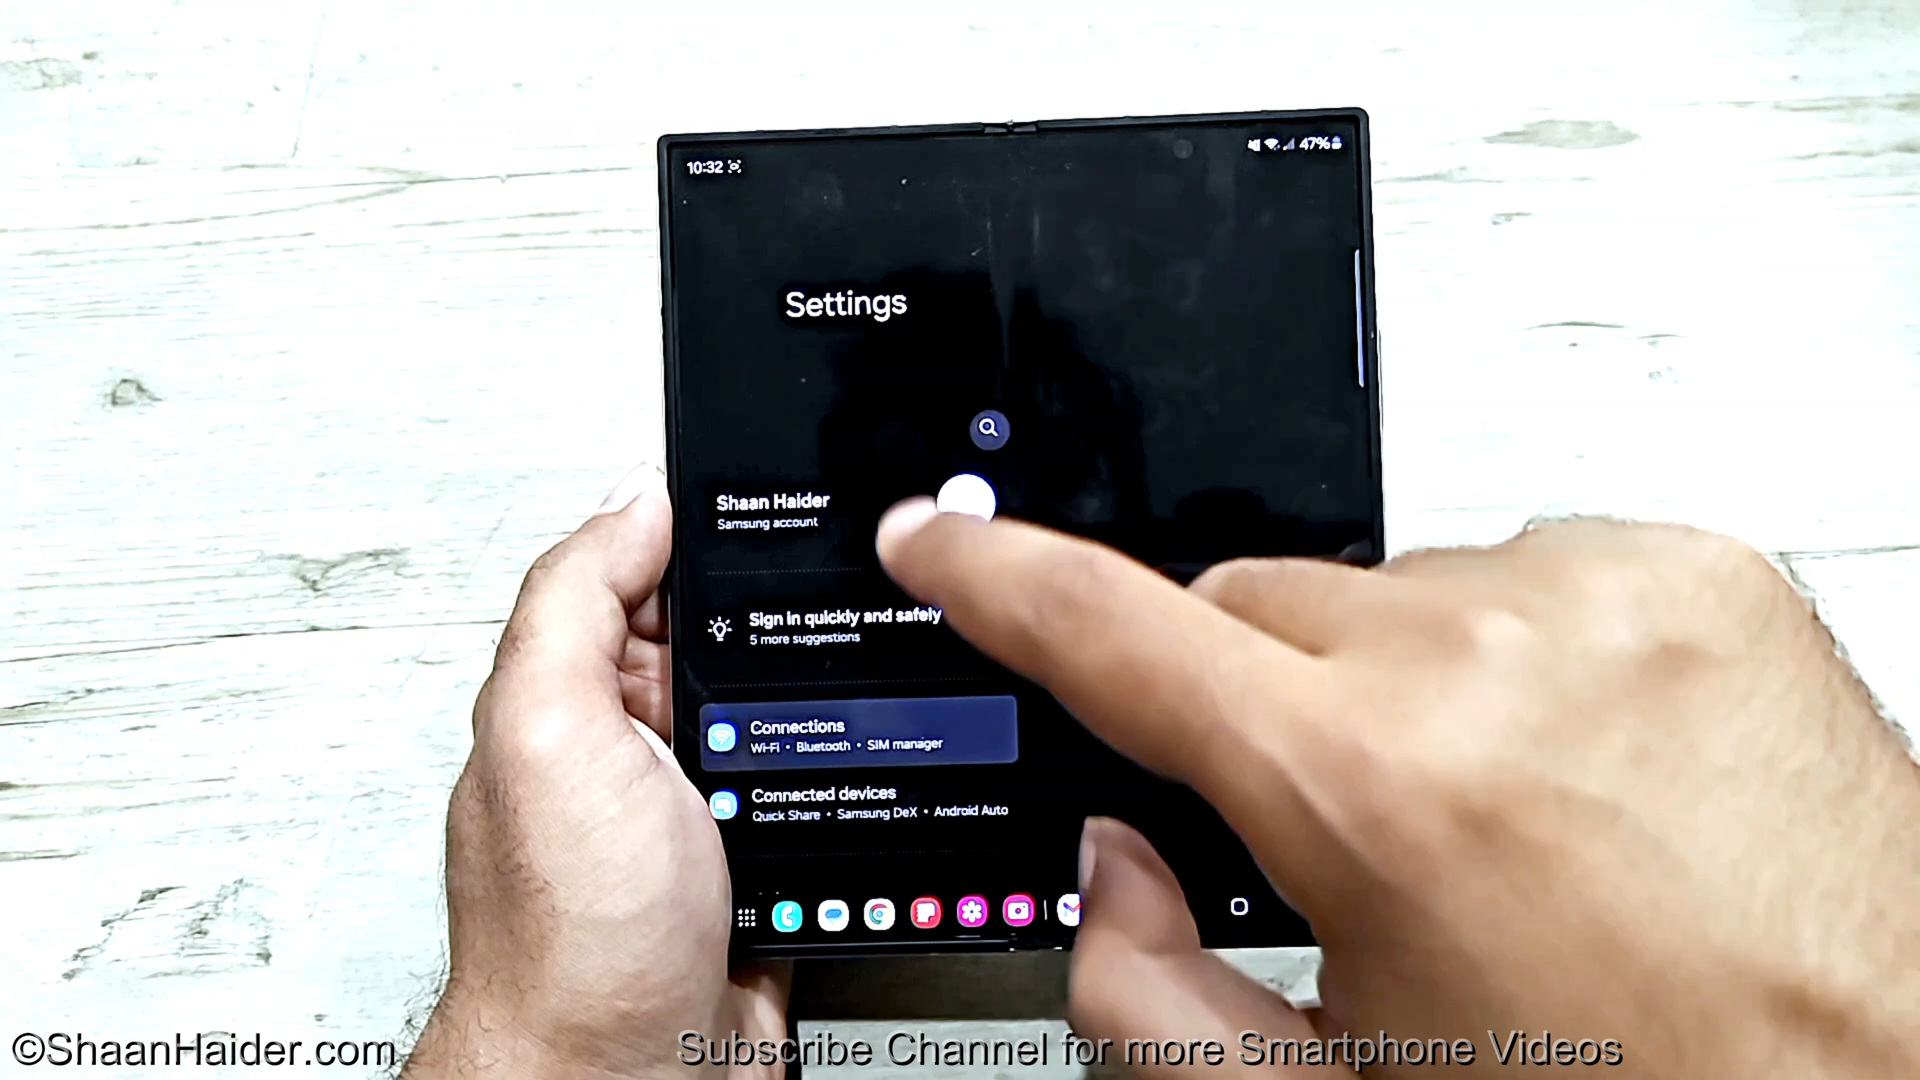 10:32
47%
Settings
Shaan Haider
Samsung account
Sign in quickly and safely
5 more suggestions
Connections
Wi-Fi • Bluetooth • SIM manager
Connected devices
Quick Share • Samsung DeX • Android Auto
©ShaanHaider.com
Subscribe Channel for more Smartphone Videos